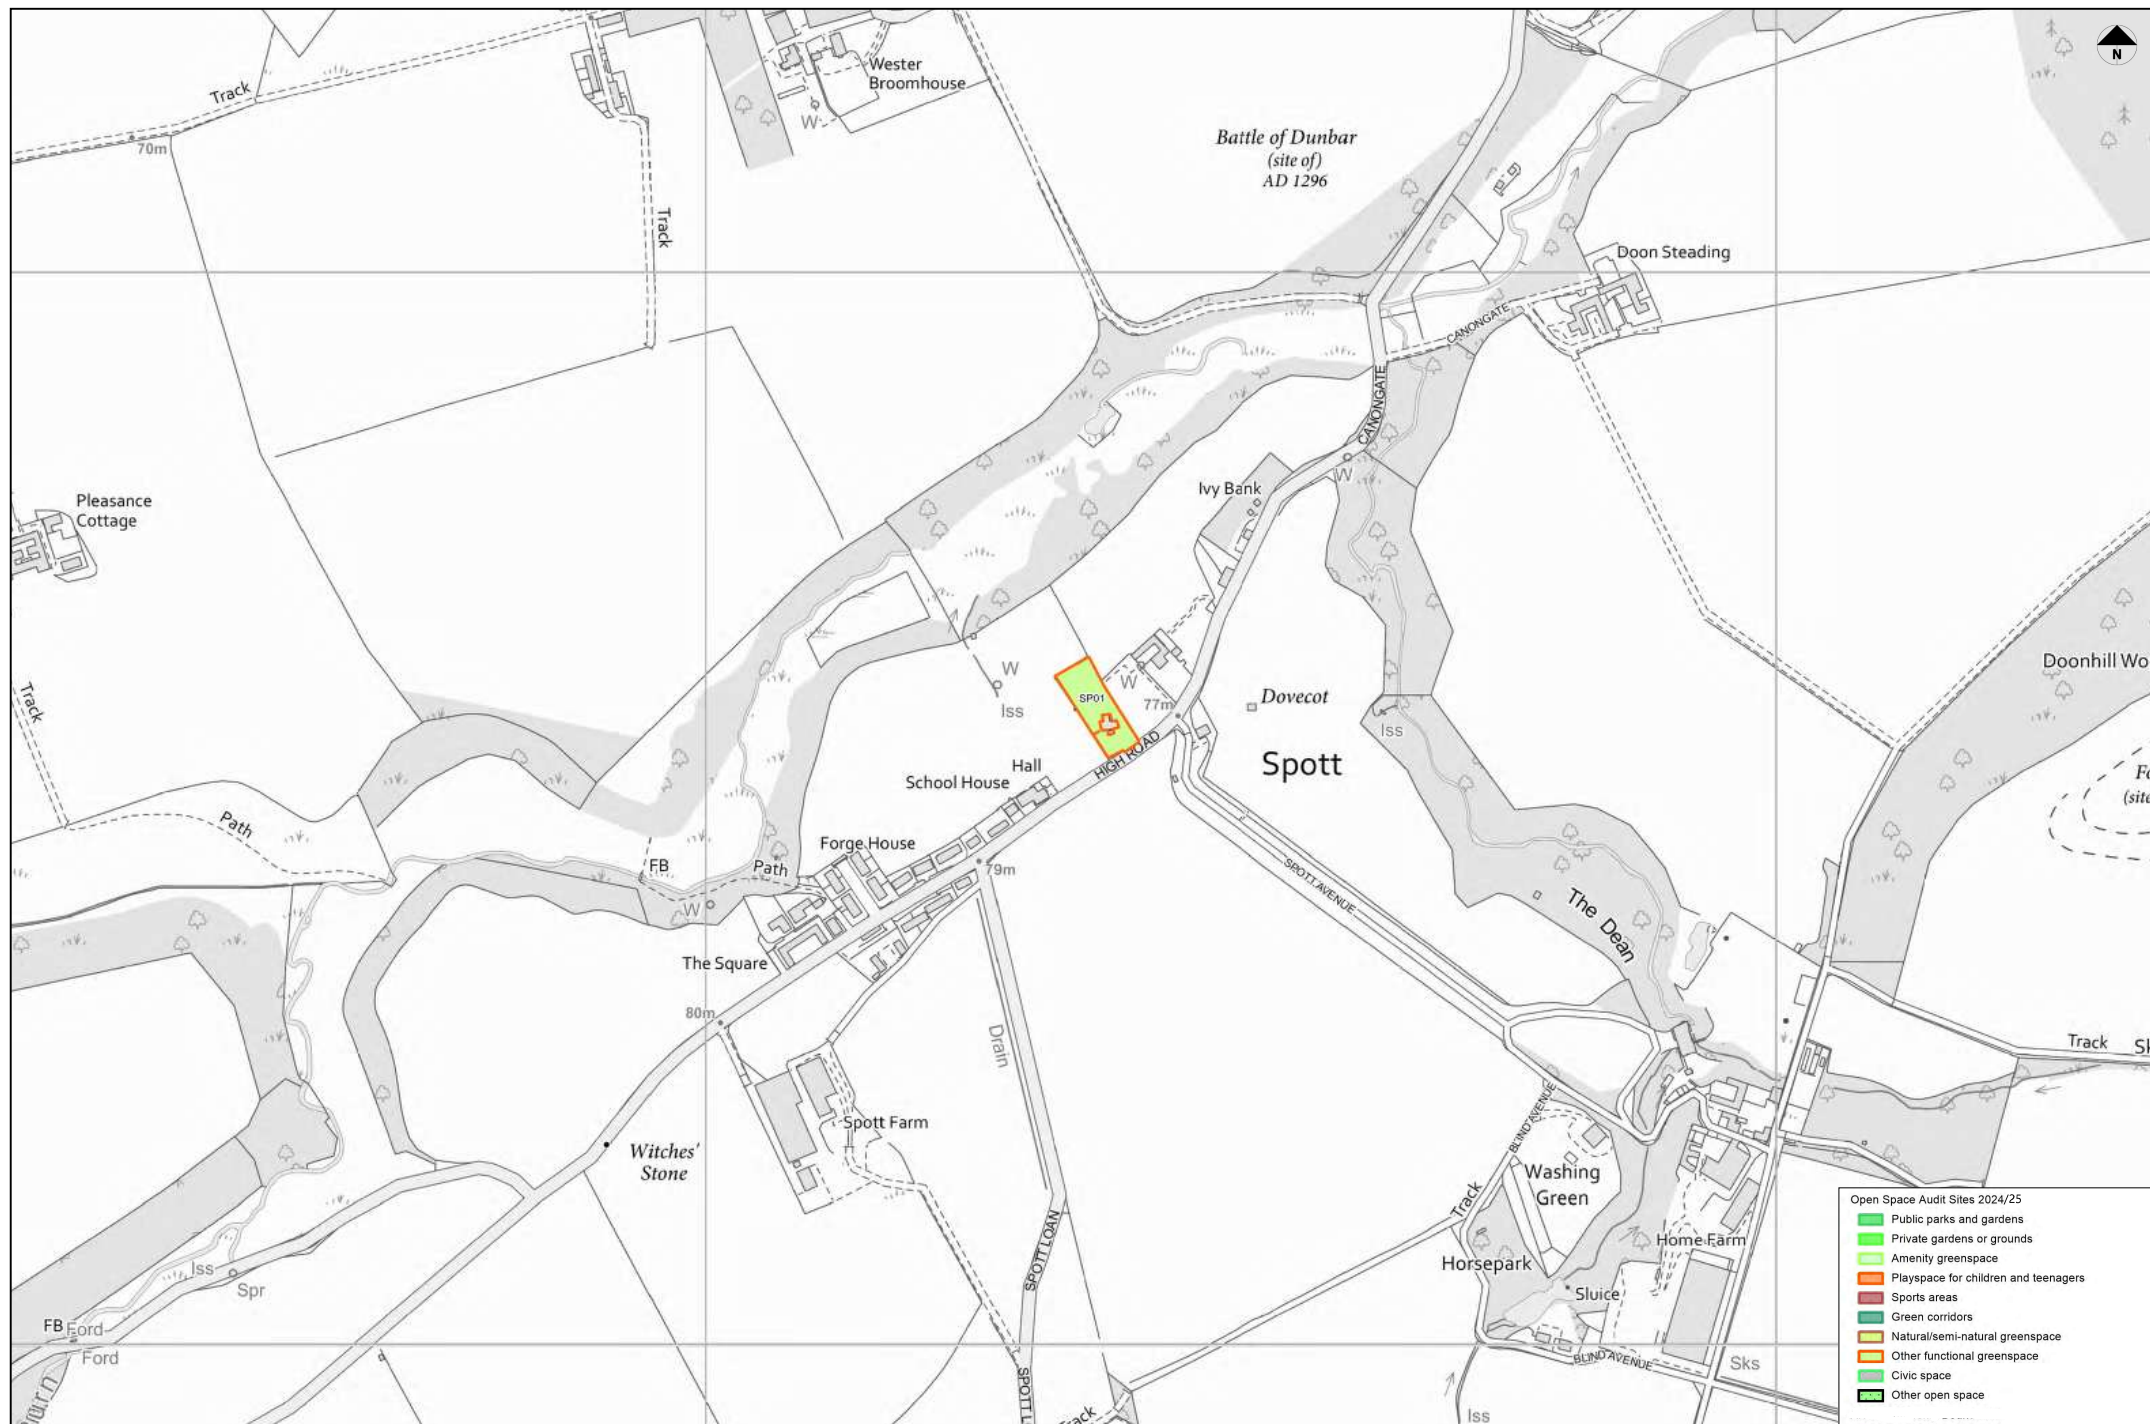 N
Wester
Broomhouse
Track
W
70m
Battle of Dunbar
(site of)
AD 1296
Track
Doon Steading
CANONGATE
CANONGATE
Pleasance
Cottage
Ivy Bank
W
Doonhill Wo
W
Iss
SP01
W
77m
Dovecot
Iss
Track
HIGH ROAD
Spott
Hall
School House
Path
Forge House
FB
Path
79m
SPOTT AVENUE
The Dean
W
The Square
80m
Drain
Track
Spott Farm
BLIND AVENUE
Witches'
Stone
Washing
Green
Track
SPOTT LOAN
Horsepark
Home Farm
Iss
Spr
Sluice
FB
Ford
Ford
BLIND AVENUE
Sks
SPOTT L
Iss
Open Space Audit Sites 2024/25
Public parks and gardens
Private gardens or grounds
Amenity greenspace
Playspace for children and teenagers
Sports areas
Green corridors
Natural/semi-natural greenspace
Other functional greenspace
Civic space
Other open space